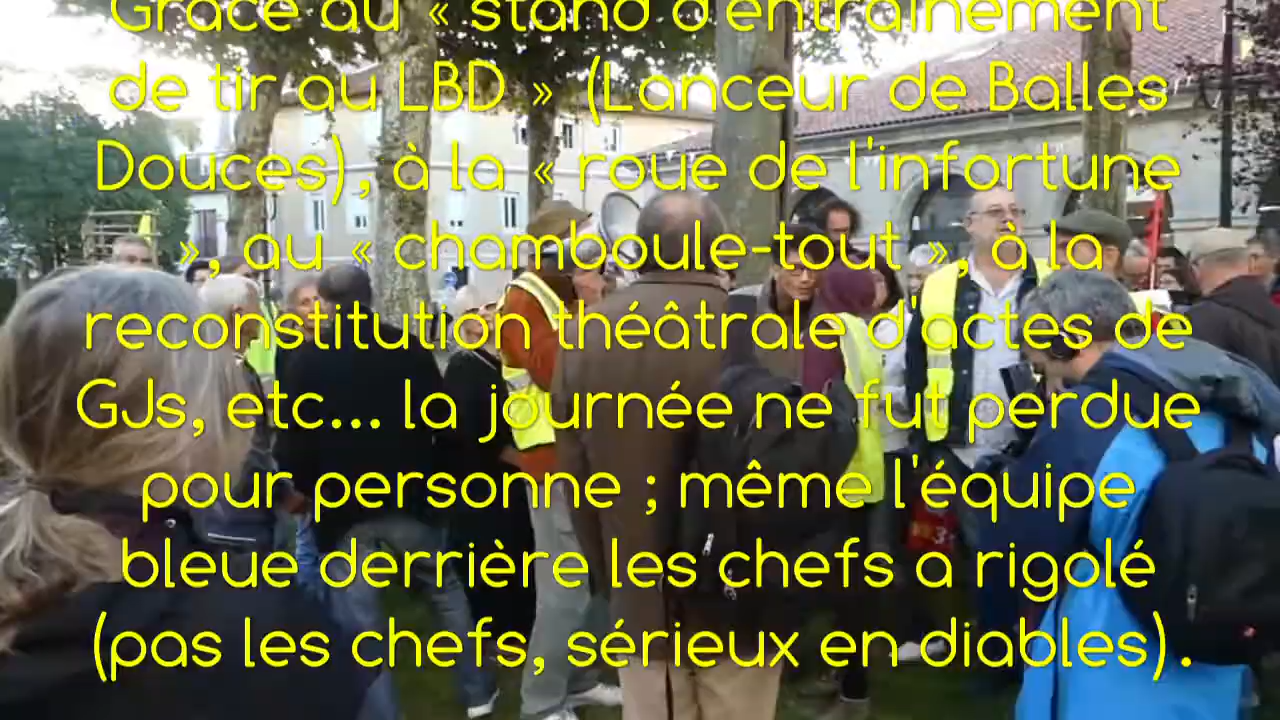 Grâce au « stand d'entraînement
de tir au LBD » (Lanceur de Balles
Douces), à la « roue de l'infortune
», au « chamboule-tout », à la
reconstitution théâtrale d'actes de
GJs, etc... la journée ne fut perdue
pour personne ; même l'équipe
bleue derrière les chefs a rigolé
(pas les chefs, sérieux en diables).